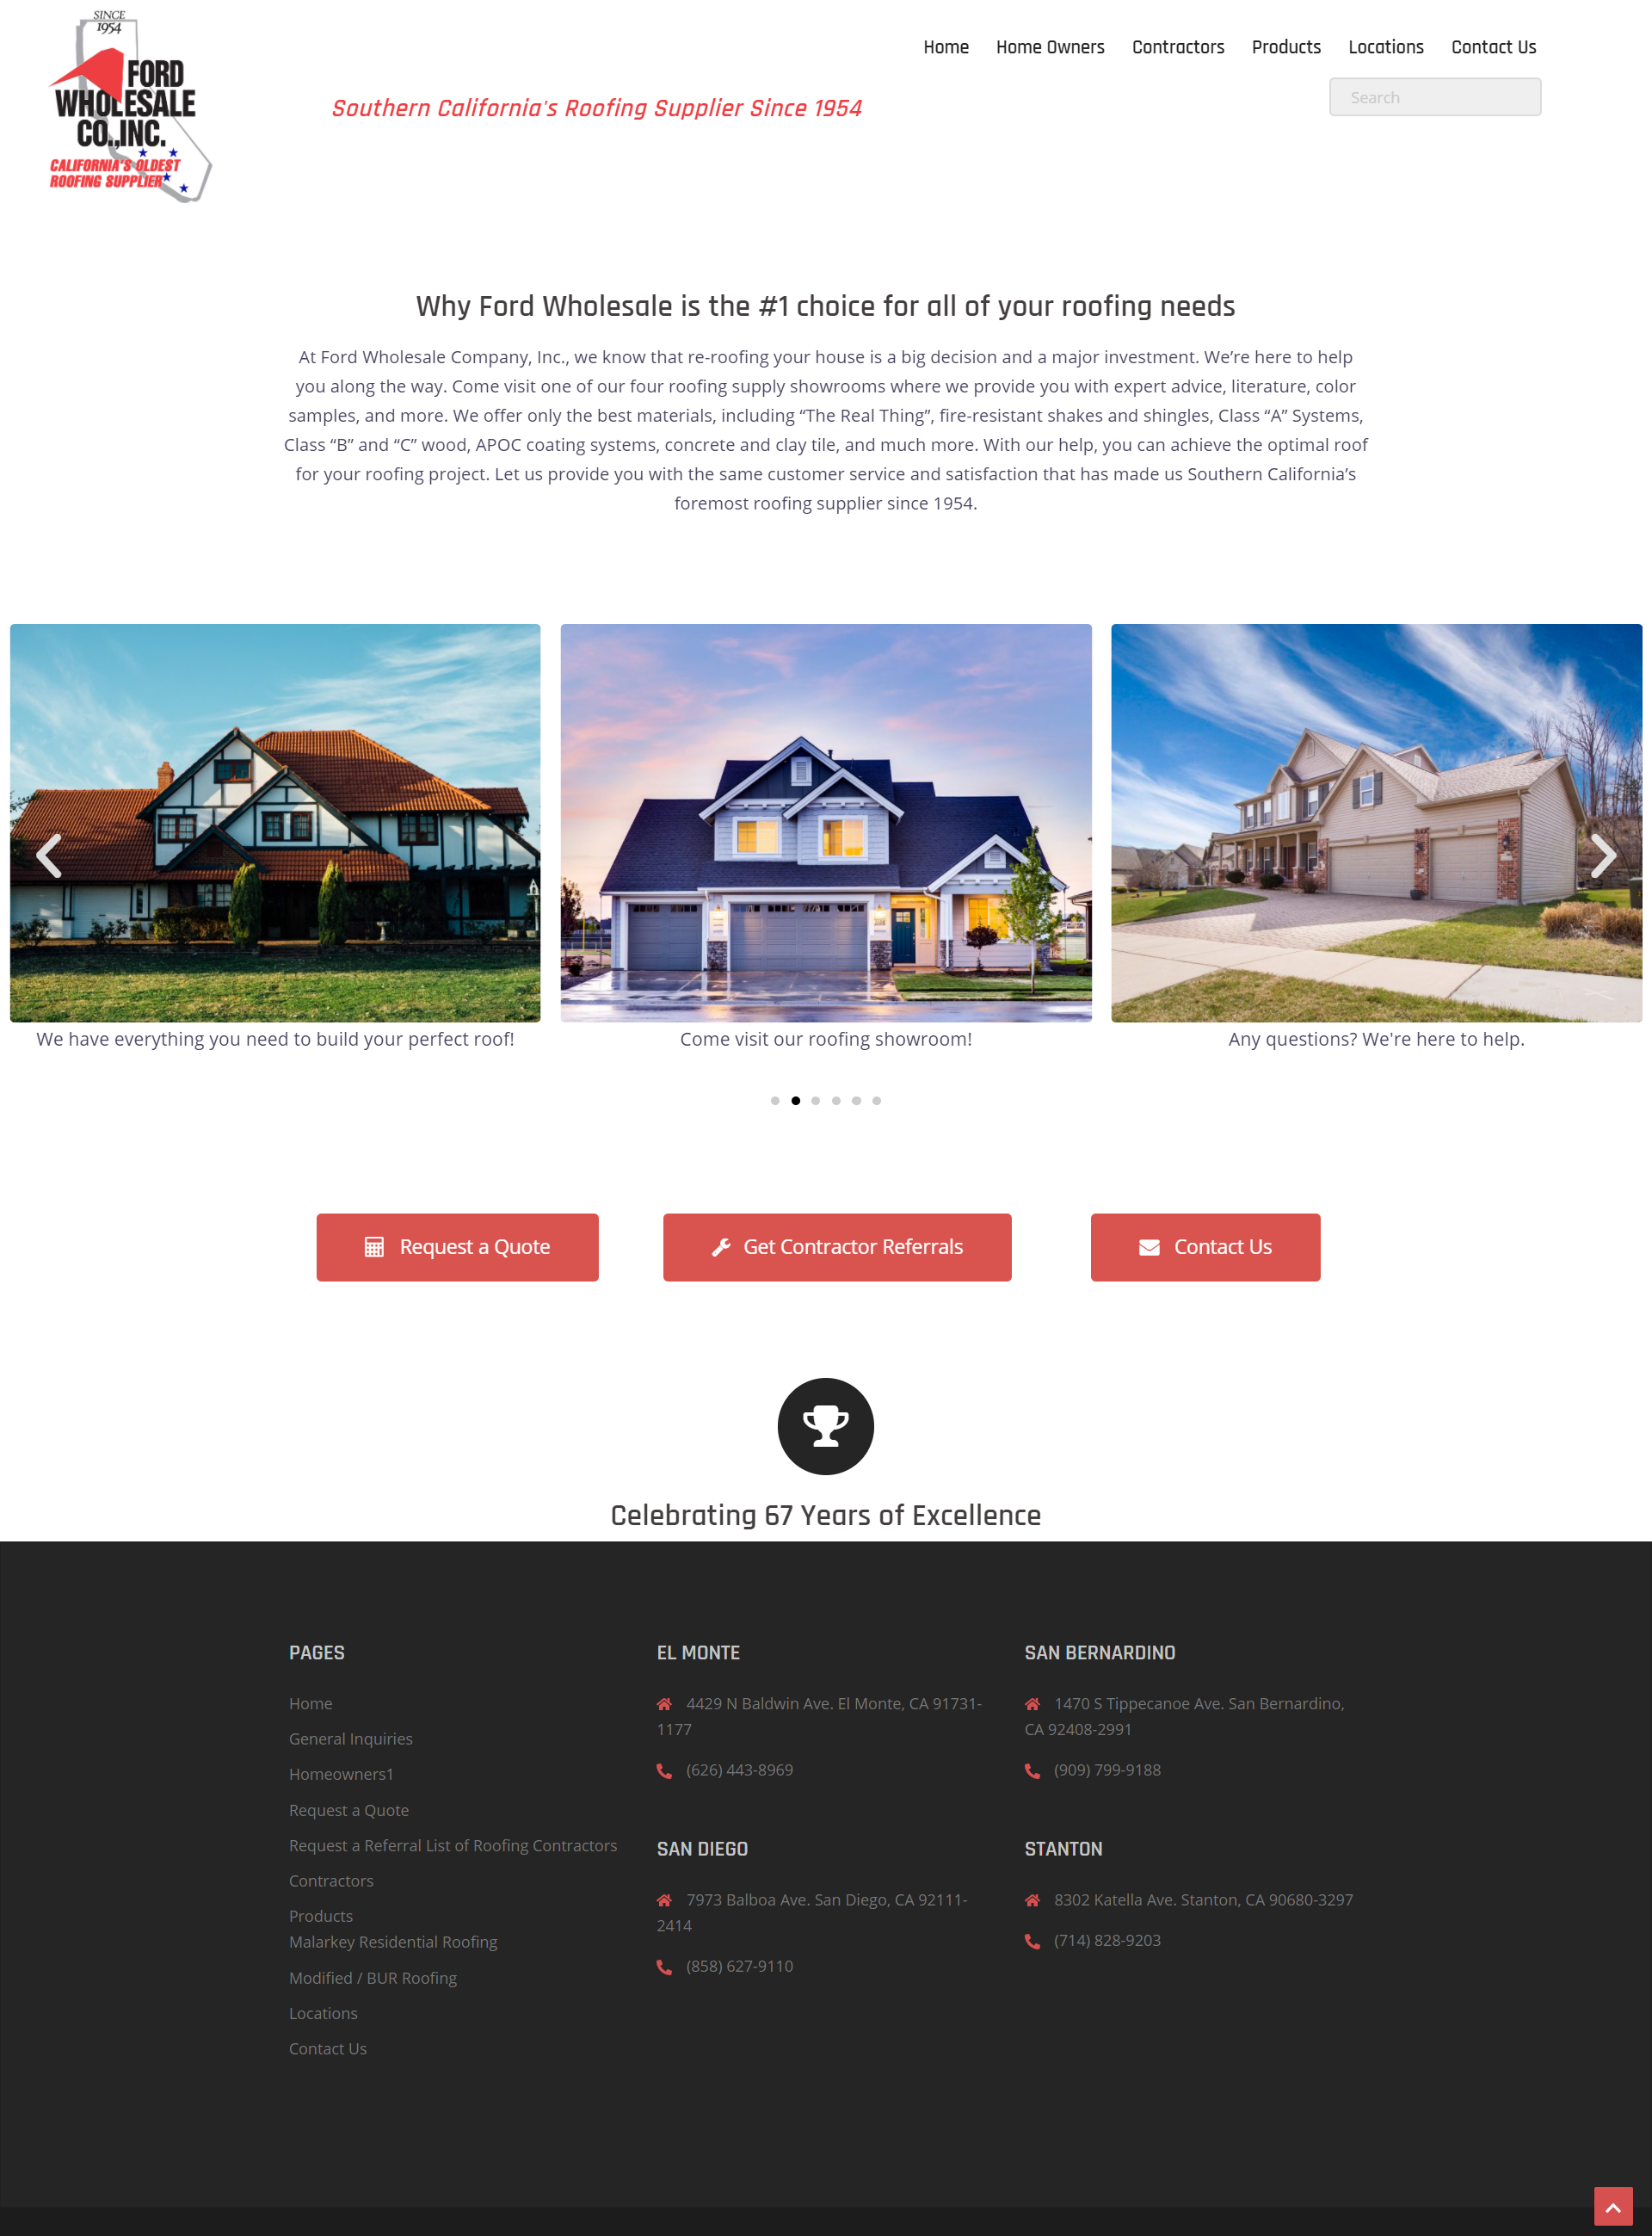 SINCE
1954
FORD
WHOLESALE
CO.,INC.
CALIFORNIA'S OLDEST
ROOFING SUPPLIER
Southern California's Roofing Supplier Since 1954
Home Home Owners Contractors Products Locations Contact Us
Search
Why Ford Wholesale is the #1 choice for all of your roofing needs
At Ford Wholesale Company, Inc., we know that re-roofing your house is a big decision and a major investment. We’re here to help
you along the way. Come visit one of our four roofing supply showrooms where we provide you with expert advice, literature, color
samples, and more. We offer only the best materials, including “The Real Thing”, fire-resistant shakes and shingles, Class “A” Systems,
Class “B” and “C” wood, APOC coating systems, concrete and clay tile, and much more. With our help, you can achieve the optimal roof
for your roofing project. Let us provide you with the same customer service and satisfaction that has made us Southern California’s
foremost roofing supplier since 1954.
We have everything you need to build your perfect roof!
Come visit our roofing showroom!
Any questions? We're here to help.
Request a Quote
Get Contractor Referrals
Contact Us
Celebrating 67 Years of Excellence
PAGES
Home
General Inquiries
Homeowners1
Request a Quote
Request a Referral List of Roofing Contractors
Contractors
Products
Malarkey Residential Roofing
Modified / BUR Roofing
Locations
Contact Us
EL MONTE
4429 N Baldwin Ave. El Monte, CA 91731-
1177
(626) 443-8969
SAN DIEGO
7973 Balboa Ave. San Diego, CA 92111-
2414
(858) 627-9110
SAN BERNARDINO
1470 S Tippecanoe Ave. San Bernardino,
CA 92408-2991
(909) 799-9188
STANTON
8302 Katella Ave. Stanton, CA 90680-3297
(714) 828-9203